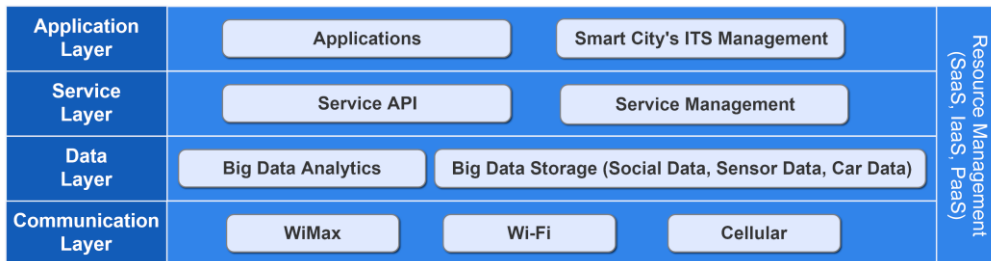 Application
Layer
Applications
Smart City's ITS Management
Service
Layer
Service API
Service Management
Data
Layer
Big Data Analytics
Big Data Storage (Social Data, Sensor Data, Car Data)
Communication
Layer
WiMax
Wi-Fi
Cellular
Resource Management
(SaaS, IaaS, PaaS)